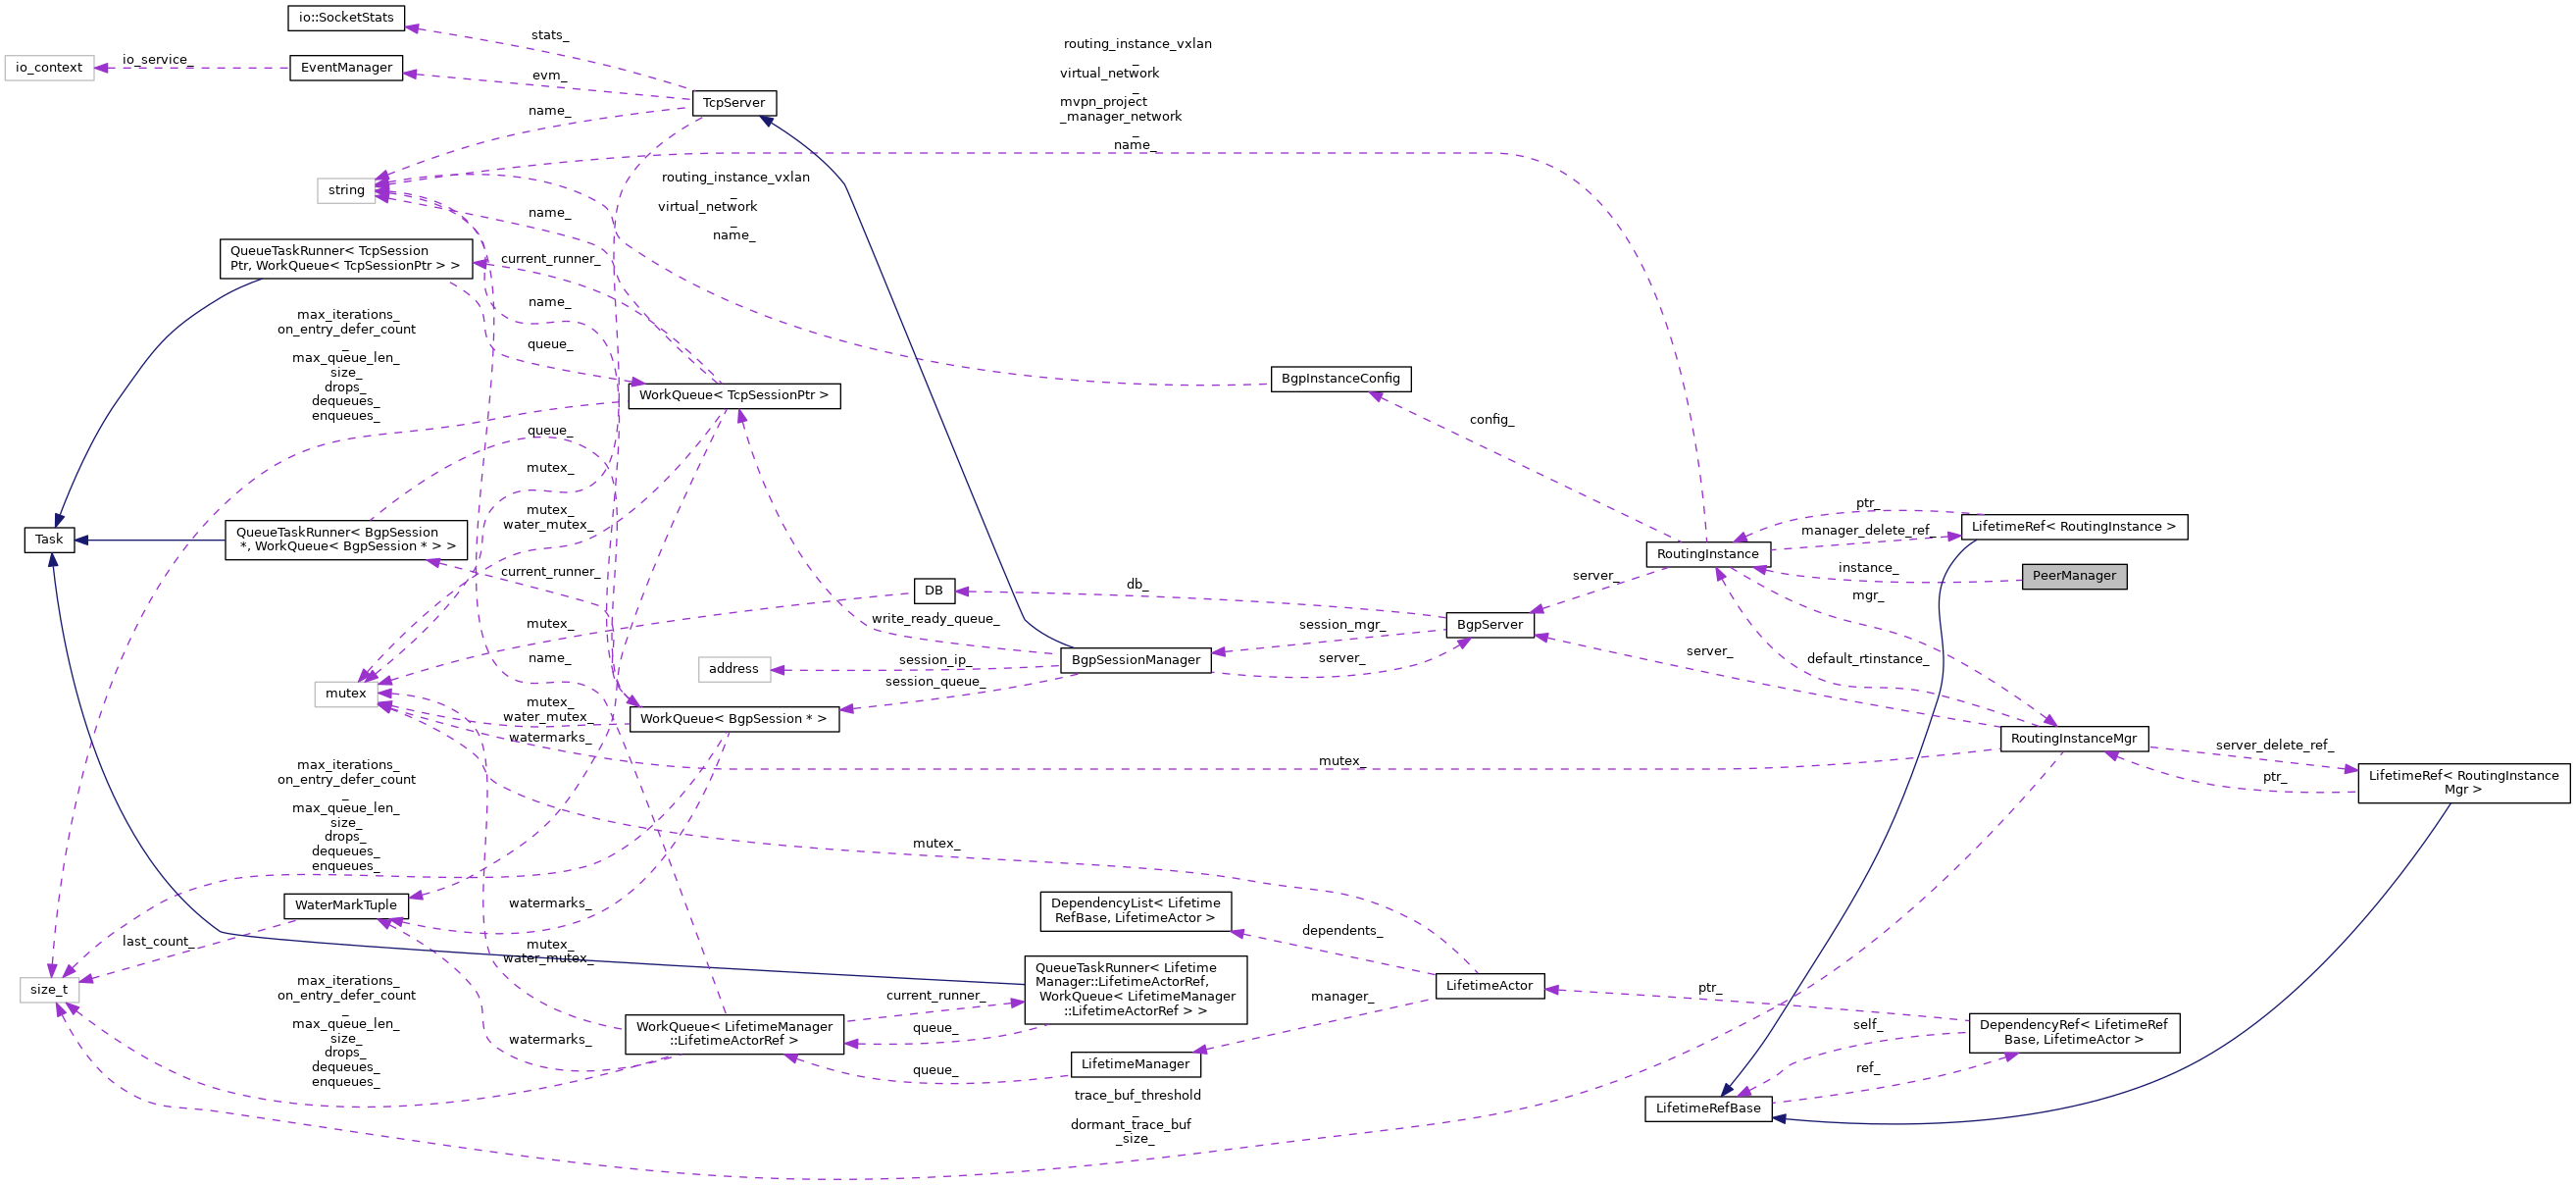 io::SocketStats
stats_
io_context
io_service_
EventManager
evm_
TcpServer
name_
routing_instance_vxlan
_
virtual_network
_
mvpn_project
_manager_network
_
name_
string
routing_instance_vxlan
_
virtual_network
_
name_
name_
QueueTaskRunner< TcpSession
Ptr, WorkQueue< TcpSessionPtr > >
current_runner_
name_
max_iterations_
on_entry_defer_count
_
max_queue_len_
size_
drops_
dequeues_
enqueues_
queue_
WorkQueue< TcpSessionPtr >
BgpInstanceConfig
config_
queue_
mutex_
mutex_
water_mutex_
Task
QueueTaskRunner< BgpSession
*, WorkQueue< BgpSession * > >
current_runner_
ptr_
LifetimeRef< RoutingInstance >
manager_delete_ref_
RoutingInstance
instance_
PeerManager
server_
mgr_
DB
db_
mutex_
write_ready_queue_
session_mgr_
BgpServer
name_
address
session_ip_
BgpSessionManager
server_
server_
default_rtinstance_
session_queue_
mutex
mutex_
water_mutex_
WorkQueue< BgpSession * >
watermarks_
RoutingInstanceMgr
server_delete_ref_
mutex_
LifetimeRef< RoutingInstance
Mgr >
ptr_
max_iterations_
on_entry_defer_count
_
max_queue_len_
size_
drops_
dequeues_
enqueues_
mutex_
WaterMarkTuple
watermarks_
DependencyList< Lifetime
RefBase, LifetimeActor >
dependents_
last_count_
mutex_
water_mutex_
size_t
QueueTaskRunner< Lifetime
Manager::LifetimeActorRef,
WorkQueue< LifetimeManager
::LifetimeActorRef > >
LifetimeActor
ptr_
manager_
max_iterations_
on_entry_defer_count
_
max_queue_len_
size_
drops_
dequeues_
enqueues_
current_runner_
queue_
WorkQueue< LifetimeManager
::LifetimeActorRef >
watermarks_
self_
DependencyRef< LifetimeRef
Base, LifetimeActor >
LifetimeManager
queue_
ref_
trace_buf_threshold
_
dormant_trace_buf
_size_
LifetimeRefBase